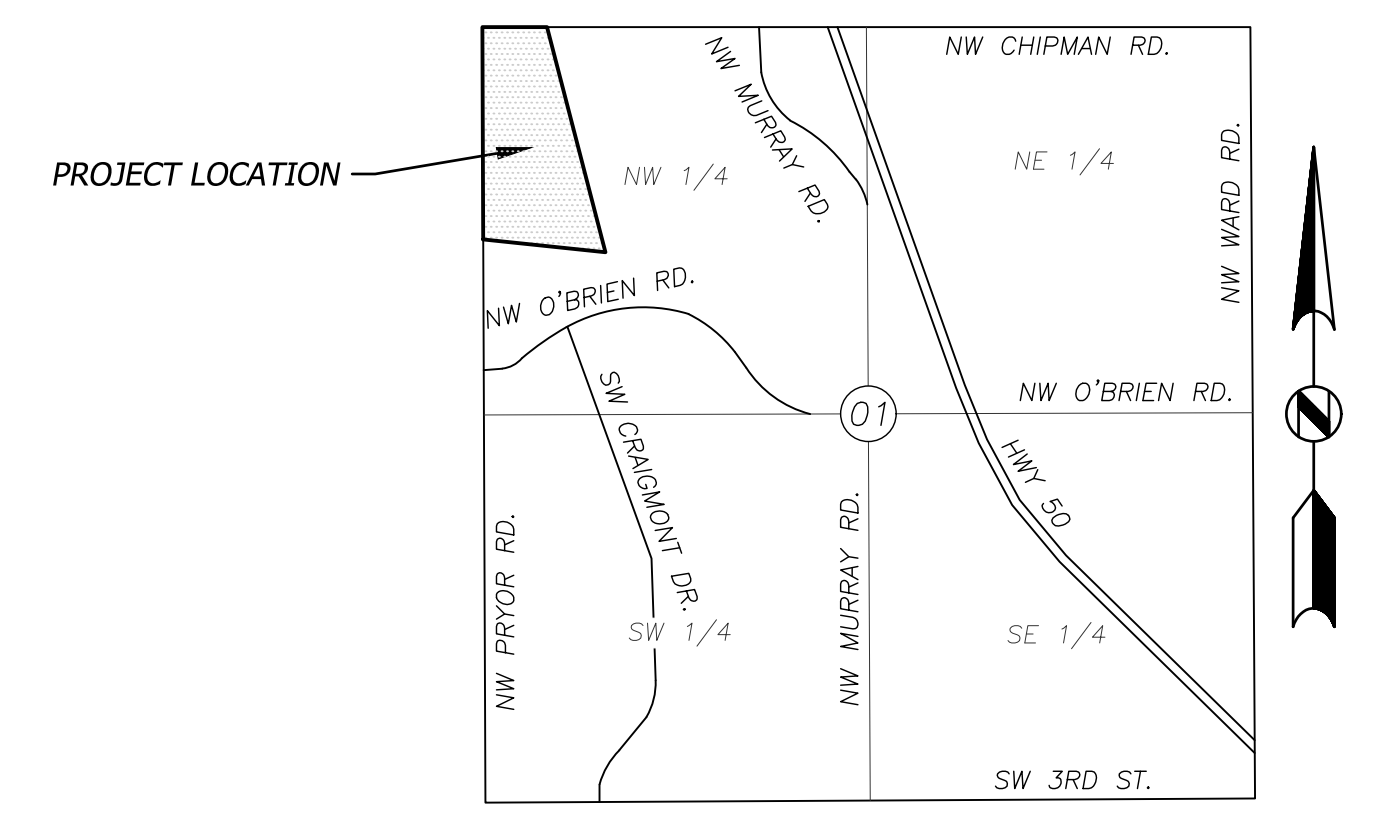 NW CHIPMAN RD.
NW MURRAY RD.
NW WARD RD.
PROJECT LOCATION
NW 1/4
NE 1/4
NW O'BRIEN RD.
NW O'BRIEN RD.
01
N
SW CRAIGMONT DR.
HWY 50
NW PRYOR RD.
NW MURRAY RD.
SW 1/4
SE 1/4
SW 3RD ST.